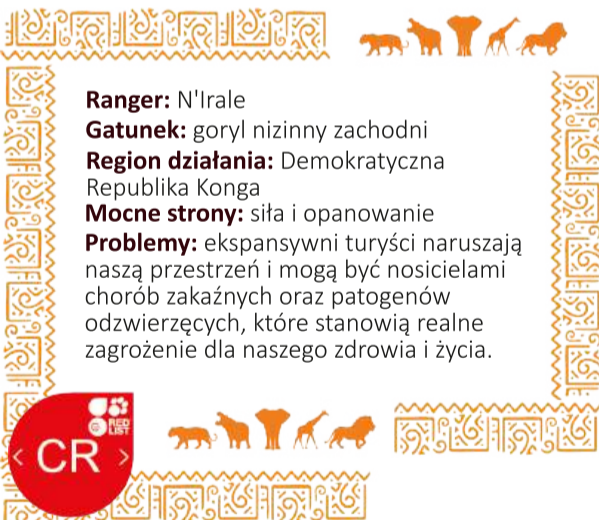 Ranger: N'Irale
Gatunek: goryl nizinny zachodni
Region działania: Demokratyczna
Republika Konga
Mocne strony: siła i opanowanie
Problemy: ekspansywni turyści naruszają
naszą przestrzeń i mogą być nosicielami
chorób zakaźnych oraz patogenów
odzwierzęcych, które stanowią realne
zagrożenie dla naszego zdrowia i życia.
RED
LIST
< CR >